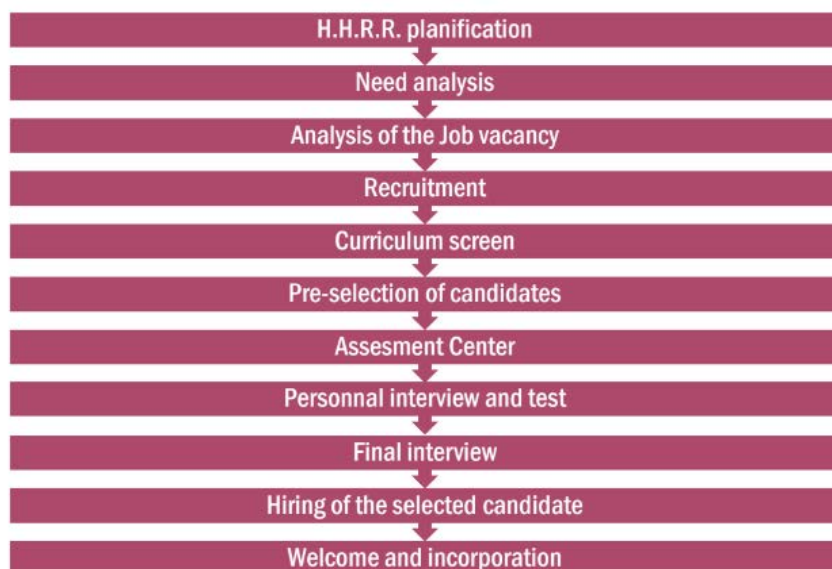 H.H.R.R. planification
Need analysis
Analysis of the Job vacancy
Recruitment
Curriculum screen
Pre-selection of candidates
Assesment Center
Personnal interview and test
Final interview
Hiring of the selected candidate
Welcome and incorporation